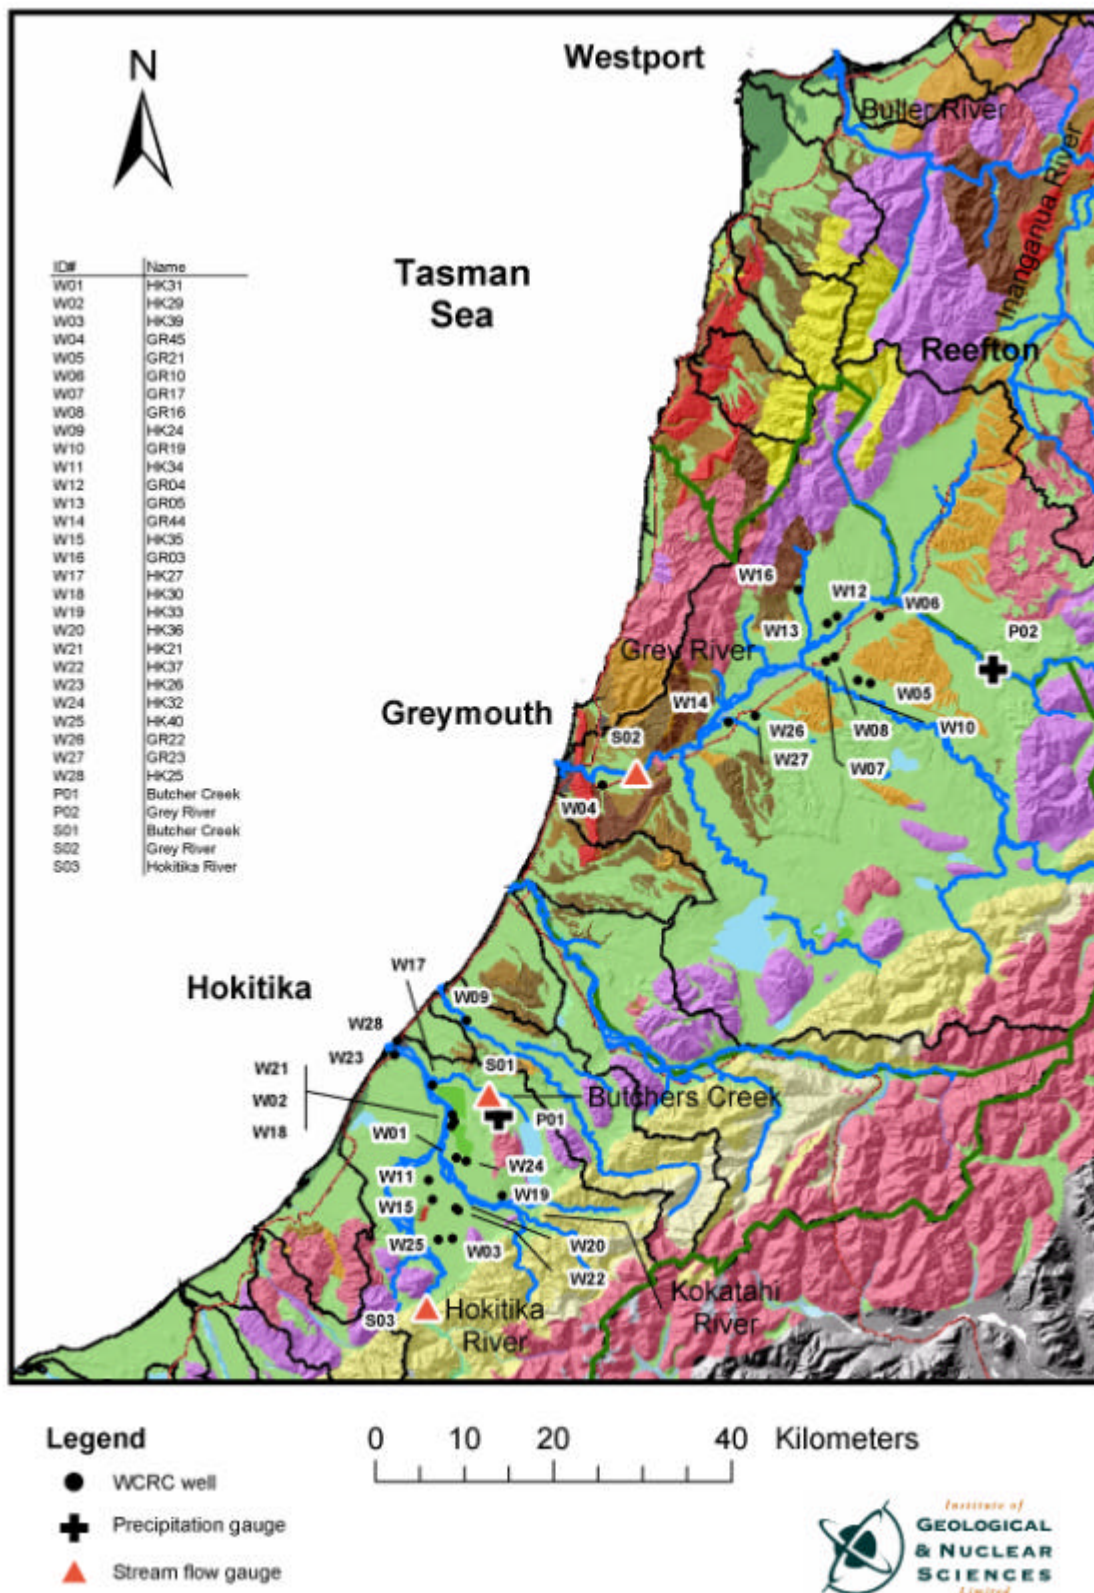 Westport
N
Buller River
Inanganua River
ID# Name
W01 HK31
W02 HK29
W03 HK39
W04 GR45
W05 GR21
W06 GR10
W07 GR17
W08 GR16
W09 HK24
W10 GR19
W11 HK34
W12 GR04
W13 GR05
W14 GR44
W15 HK35
W16 GR03
W17 HK27
W18 HK30
W19 HK33
W20 HK36
W21 HK21
W22 HK37
W23 HK26
W24 HK32
W25 HK40
W26 GR22
W27 GR23
W28 HK25
P01 Butcher Creek
P02 Grey River
S01 Butcher Creek
S02 Grey River
S03 Hokitika River
Tasman
Sea
Reefton
W16
W12
W06
W13
P02
Grey River
W05
W14
Greymouth
S02
W26
W08
W10
W27
W07
W04
W17
Hokitika
W09
W28
W23
S01
W21
Butchers Creek
W02
P01
W18
W01
W24
W11
W19
W15
W25
W03
W20
W22
Kokatahi
River
Hokitika
River
S03
Legend
0 10 20 40 Kilometers
WCRC well
Precipitation gauge
Stream flow gauge
Institute of
GEOLOGICAL
& NUCLEAR
SCIENCES
Limited